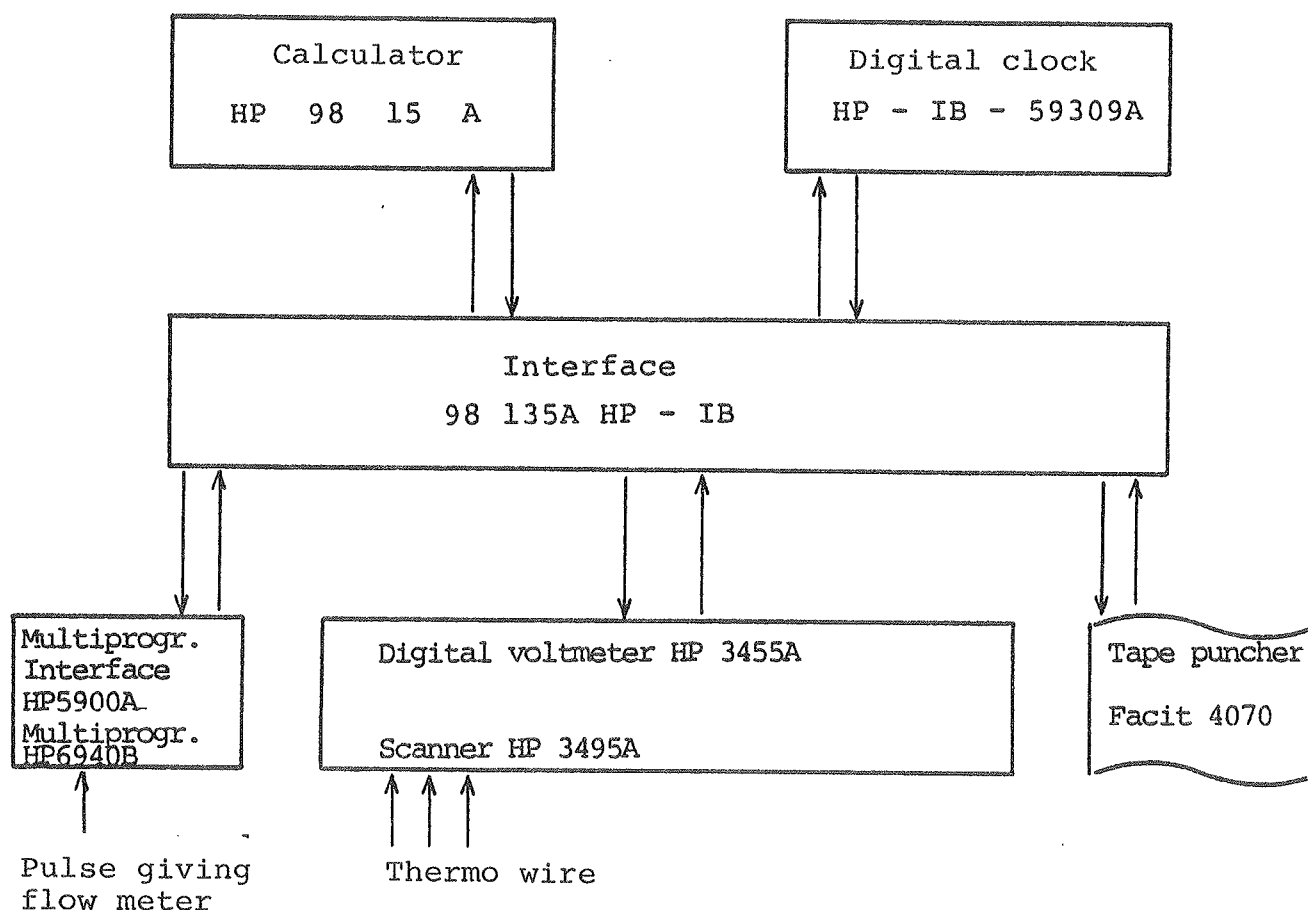 Calculator
HP 98 15 A
Digital clock
HP - IB - 59309A
Interface
98 135A HP - IB
Multiprogr.
Interface
HP5900A
Multiprogr.
HP6940B
Digital voltmeter HP 3455A
Scanner HP 3495A
Tape puncher
Facit 4070
Pulse giving
flow meter
Thermo wire